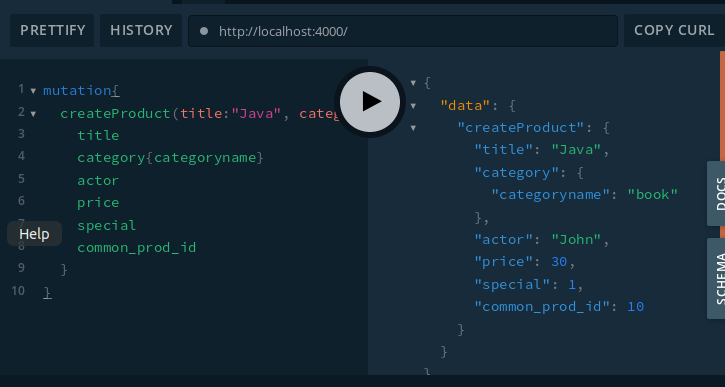 PRETTIFY HISTORY http://localhost:4000/ COPY CURL
1 mutation{
2 createProduct(title:"Java", categ
3 title
4 category{categoryname}
5 actor
6 price
7 special
Help
8 common_prod_id
9 }
10 }
{
"data": {
"createProduct": {
"title": "Java",
"category": {
"categoryname": "book"
},
"actor": "John",
"price": 30,
"special": 1,
"common_prod_id": 10
}
}
}
DOCS
SCHEMA